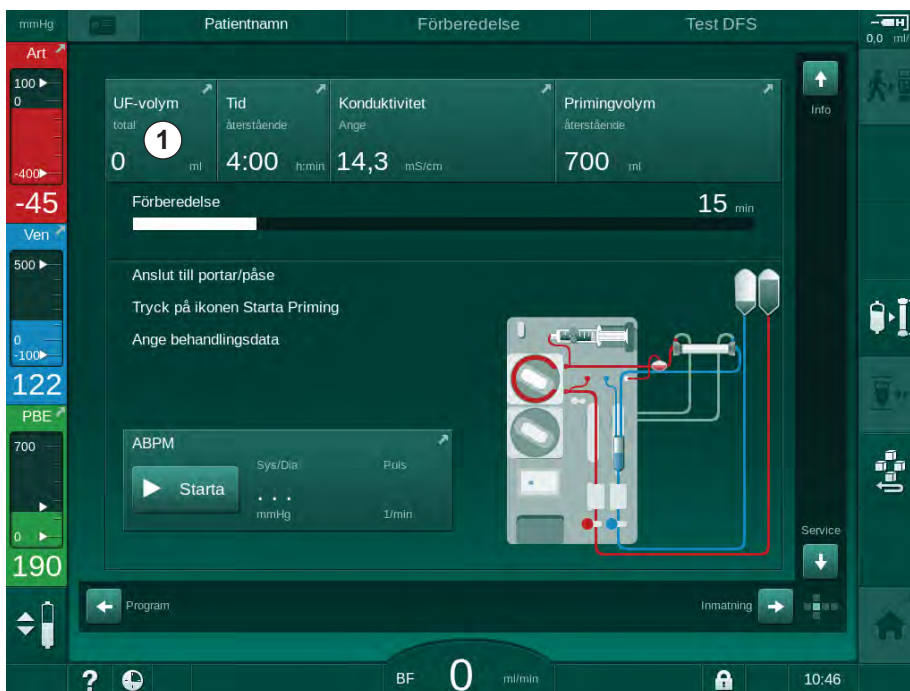 mmHg Patientnamn Förberedelse Test DFS
0,0 ml/
Art
100
0
-400
-45
Ven
500
0
-100
122
PBE
700
0
190
UF-volym Tid Konduktivitet Primingvolym
total återstående Ange återstående
1
0 ml 4:00 h:min 14,3 mS/cm 700 ml
Förberedelse 15 min
Anslut till portar/påse
Tryck på ikonen Starta Priming
Ange behandlingsdata
ABPM
Sys/Dia Puls
Starta . . .
mmHg 1/min
Info
Service
Program Inmatning
? BF 0 ml/min 10:46